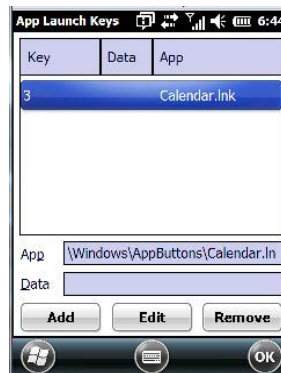 App Launch Keys 6:44
Key Data App
3 Calendar.lnk
App \Windows\AppButtons\Calendar.ln
Data
Add Edit Remove
OK